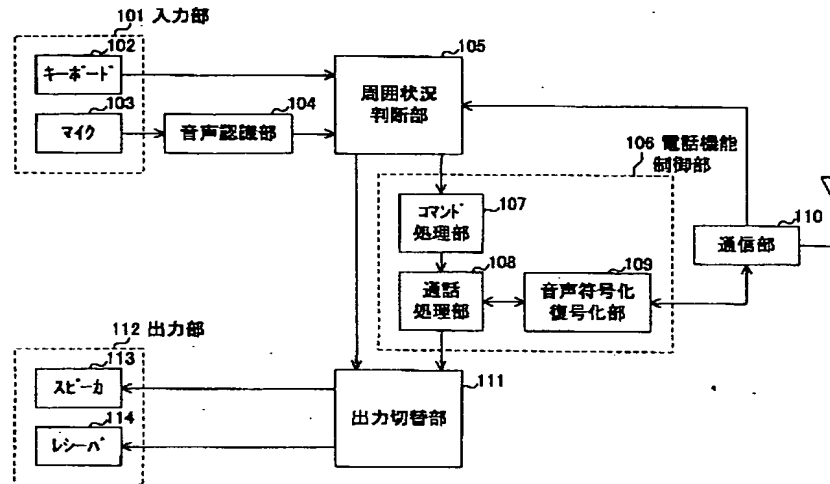 101 入力部
102
キーボード
103
マイク
104
音声認識部
105
周囲状況
判断部
106 電話機能
制御部
107
コマンド
処理部
108
通話
処理部
109
音声符号化
復号化部
110
通信部
111
出力切替部
112 出力部
113
スピーカ
114
レシーバ